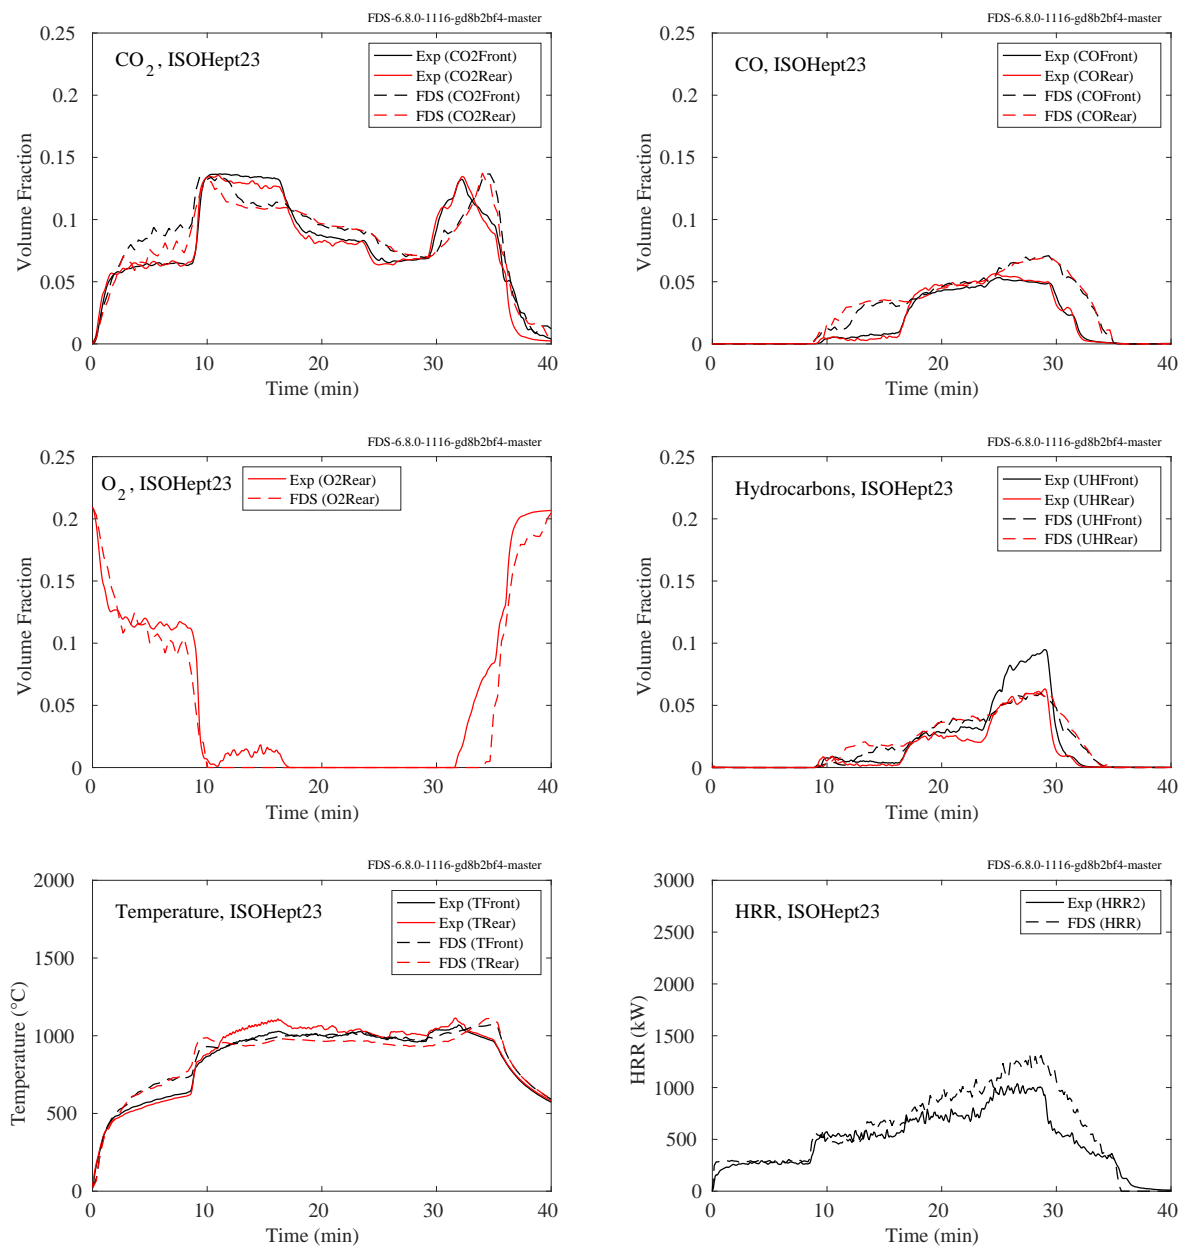 FDS-6.8.0-1116-gd8b2bf4-master
CO2, ISOHept23
Exp (CO2Front)
Exp (CO2Rear)
FDS (CO2Front)
FDS (CO2Rear)
0.25
0.2
0.15
0.1
0.05
0
Volume Fraction
0 10 20 30 40
Time (min)
FDS-6.8.0-1116-gd8b2bf4-master
CO, ISOHept23
Exp (COFront)
Exp (CORear)
FDS (COFront)
FDS (CORear)
0.25
0.2
0.15
0.1
0.05
0
Volume Fraction
0 10 20 30 40
Time (min)
FDS-6.8.0-1116-gd8b2bf4-master
O2, ISOHept23
Exp (O2Rear)
FDS (O2Rear)
0.25
0.2
0.15
0.1
0.05
0
Volume Fraction
0 10 20 30 40
Time (min)
FDS-6.8.0-1116-gd8b2bf4-master
Hydrocarbons, ISOHept23
Exp (UHFront)
Exp (UHRear)
FDS (UHFront)
FDS (UHRear)
0.25
0.2
0.15
0.1
0.05
0
Volume Fraction
0 10 20 30 40
Time (min)
FDS-6.8.0-1116-gd8b2bf4-master
Temperature, ISOHept23
Exp (TFront)
Exp (TRear)
FDS (TFront)
FDS (TRear)
2000
1500
1000
500
0
Temperature (°C)
0 10 20 30 40
Time (min)
FDS-6.8.0-1116-gd8b2bf4-master
HRR, ISOHept23
Exp (HRR2)
FDS (HRR)
3000
2500
2000
1500
1000
500
0
HRR (kW)
0 10 20 30 40
Time (min)